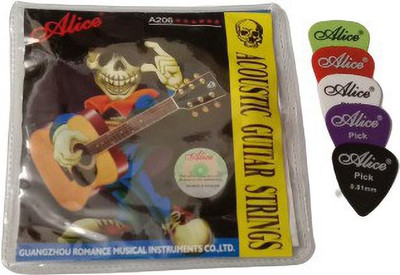 Alice
A206
ACOUSTIC GUITAR STRINGS
Alice
GUANGZHOU ROMANCE MUSICAL INSTRUMENTS CO.,LTD.
Alice
Alice
Alice
Alice
Pick
Alice
Pick
0.81mm